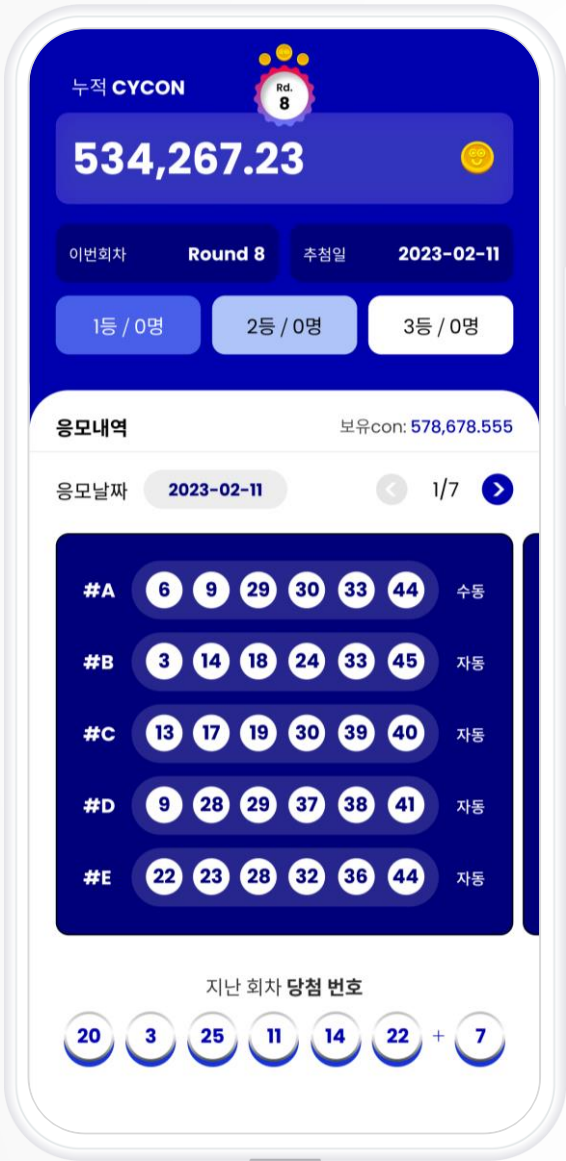 누적 CYCON
Rd.
8
534,267.23
이번회차 Round 8 추첨일 2023-02-11
1등 / 0명 2등 / 0명 3등 / 0명
응모내역 보유con: 578,678.555
응모날짜 2023-02-11 1/7
#A 6 9 29 30 33 44 수동
#B 3 14 18 24 33 45 자동
#C 13 17 19 30 39 40 자동
#D 9 28 29 37 38 41 자동
#E 22 23 28 32 36 44 자동
지난 회차 당첨 번호
20 3 25 11 14 22 + 7